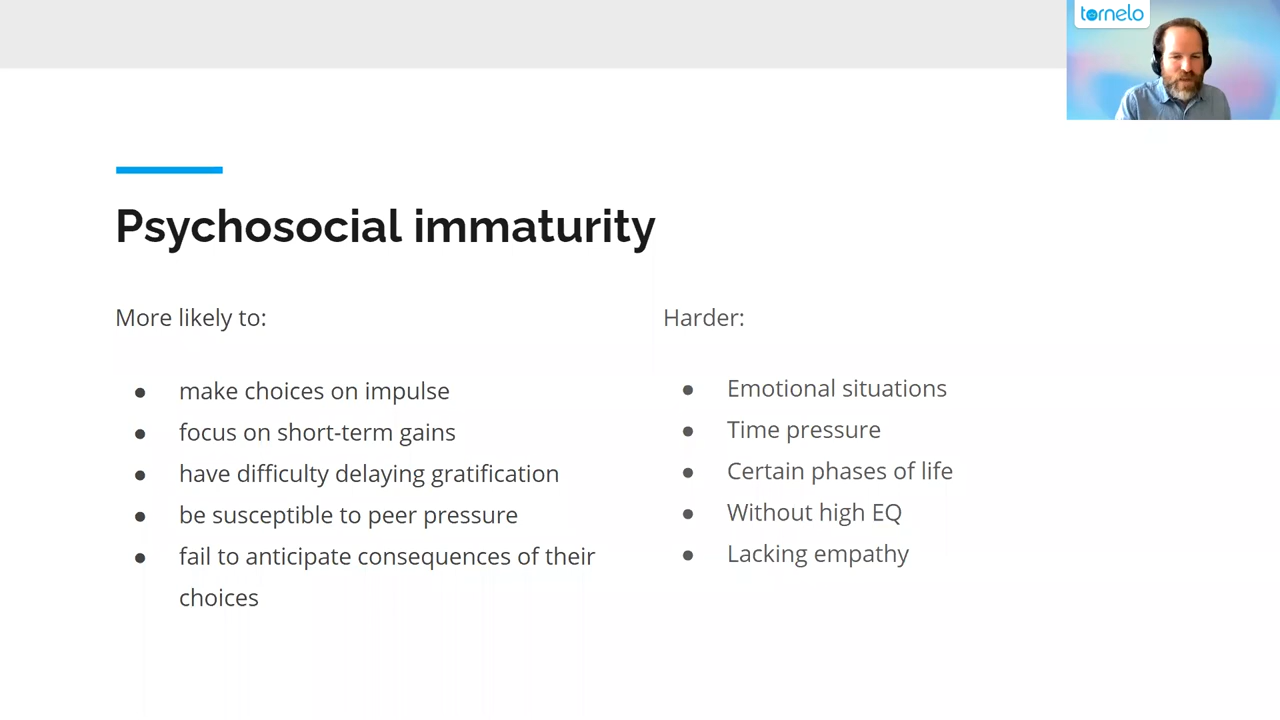 tornelo
Psychosocial immaturity
More likely to:
● make choices on impulse
● focus on short-term gains
● have difficulty delaying gratification
● be susceptible to peer pressure
● fail to anticipate consequences of their
choices
Harder:
● Emotional situations
● Time pressure
● Certain phases of life
● Without high EQ
● Lacking empathy